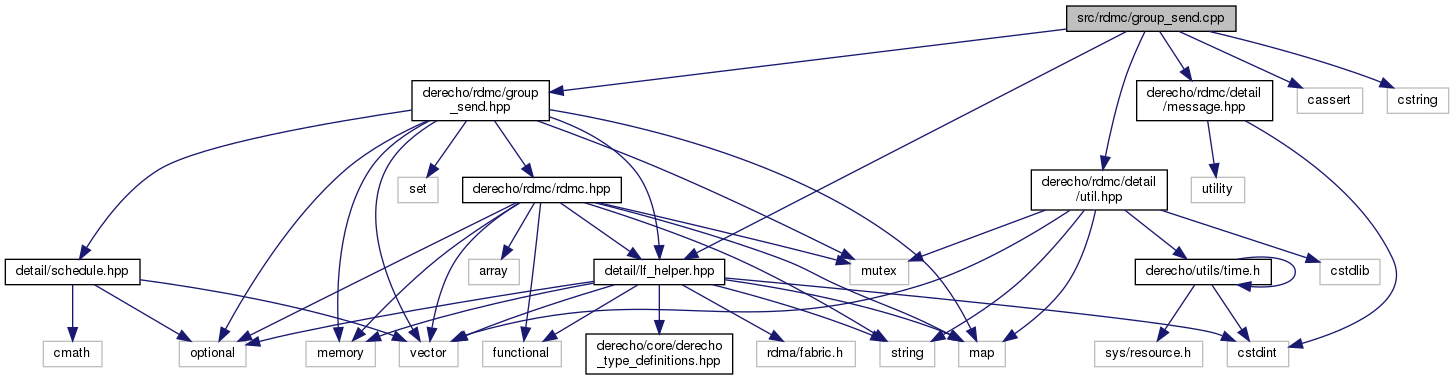 src/rdmc/group_send.cpp
derecho/rdmc/group
_send.hpp
derecho/rdmc/detail
/message.hpp
cassert
cstring
set
derecho/rdmc/rdmc.hpp
derecho/rdmc/detail
/util.hpp
utility
detail/schedule.hpp
array
detail/lf_helper.hpp
mutex
derecho/utils/time.h
cstdlib
cmath
optional
memory
vector
functional
derecho/core/derecho
_type_definitions.hpp
rdma/fabric.h
string
map
sys/resource.h
cstdint